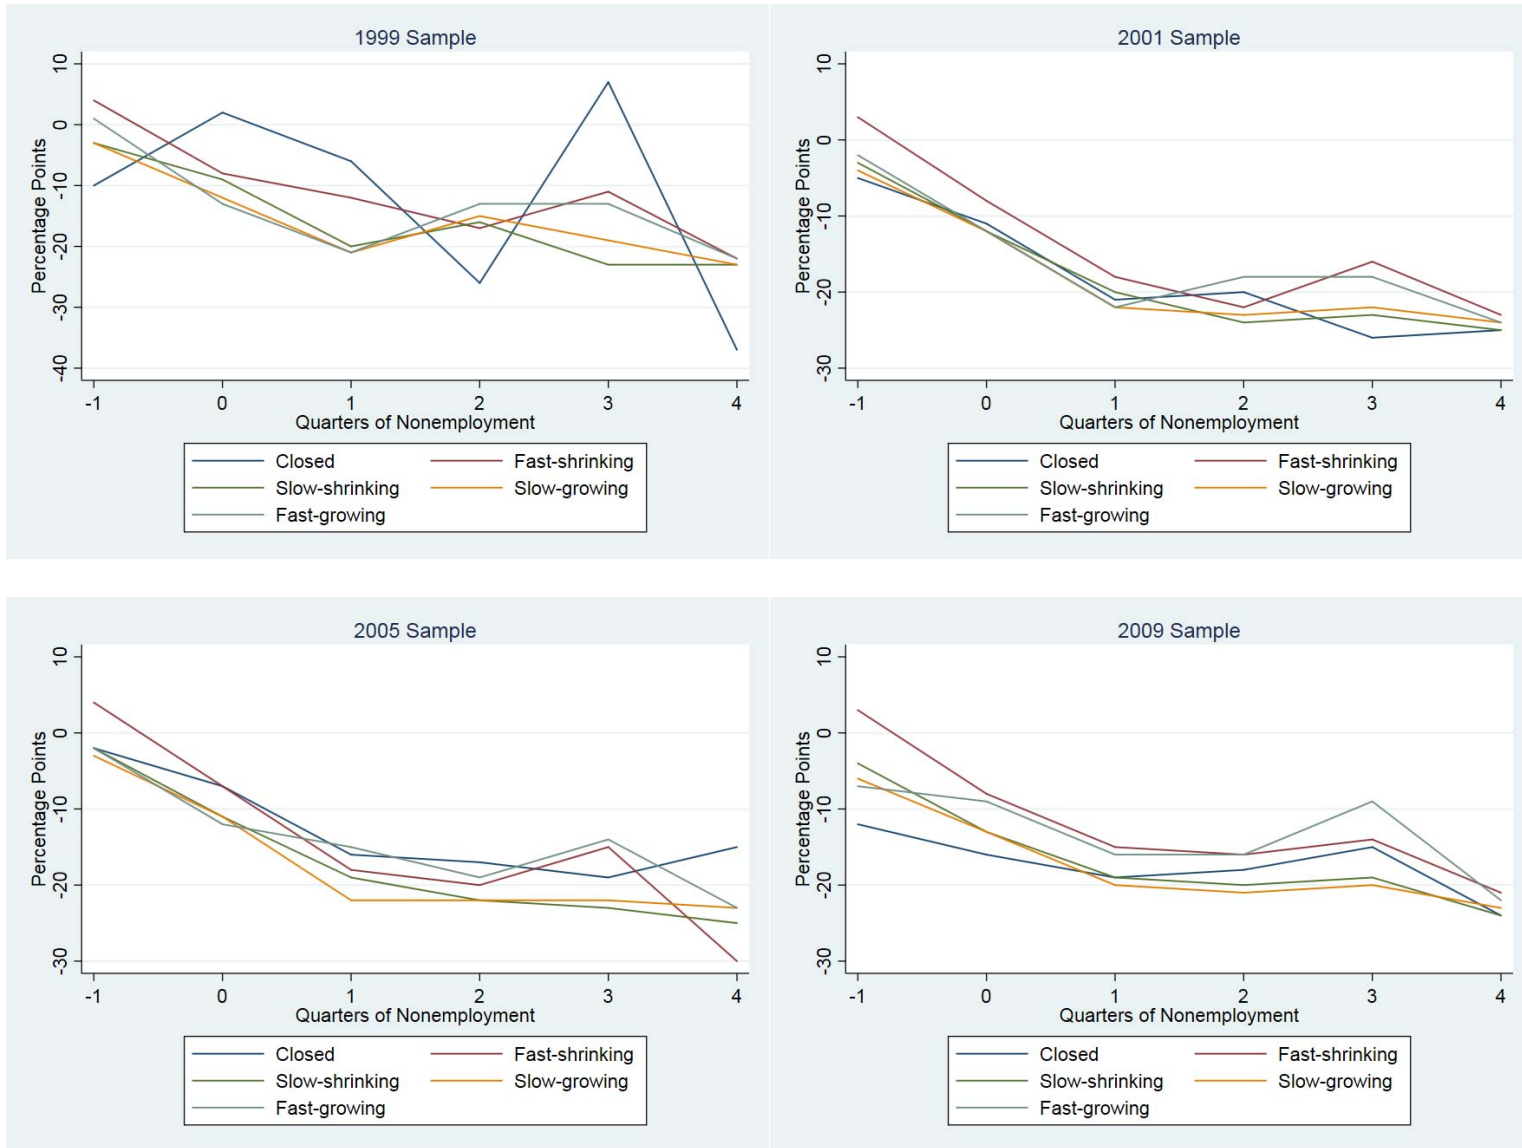 1999 Sample
10
0
-10
-20
-30
-40
Percentage Points
-1 0 1 2 3 4
Quarters of Nonemployment
Closed Fast-shrinking
Slow-shrinking Slow-growing
Fast-growing
2001 Sample
10
0
-10
-20
-30
Percentage Points
-1 0 1 2 3 4
Quarters of Nonemployment
Closed Fast-shrinking
Slow-shrinking Slow-growing
Fast-growing
2005 Sample
10
0
-10
-20
-30
Percentage Points
-1 0 1 2 3 4
Quarters of Nonemployment
Closed Fast-shrinking
Slow-shrinking Slow-growing
Fast-growing
2009 Sample
10
0
-10
-20
-30
Percentage Points
-1 0 1 2 3 4
Quarters of Nonemployment
Closed Fast-shrinking
Slow-shrinking Slow-growing
Fast-growing